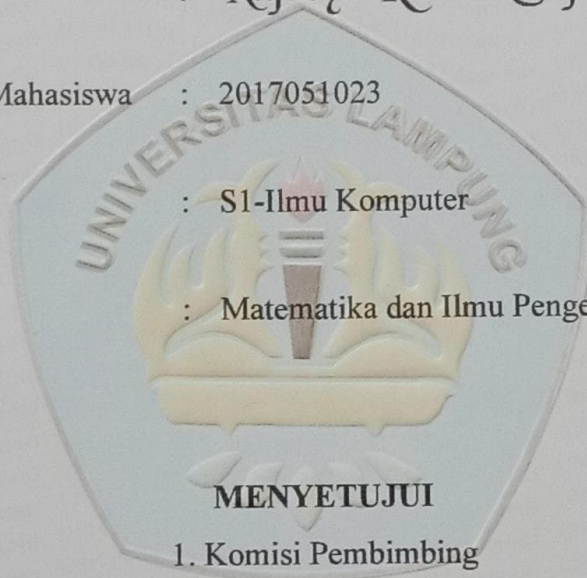 Mahasiswa : 2017051023
UNIVERSITAS LAMPUNG
: S1-Ilmu Komputer
: Matematika dan Ilmu Penge
MENYETUJUI
1. Komisi Pembimbing